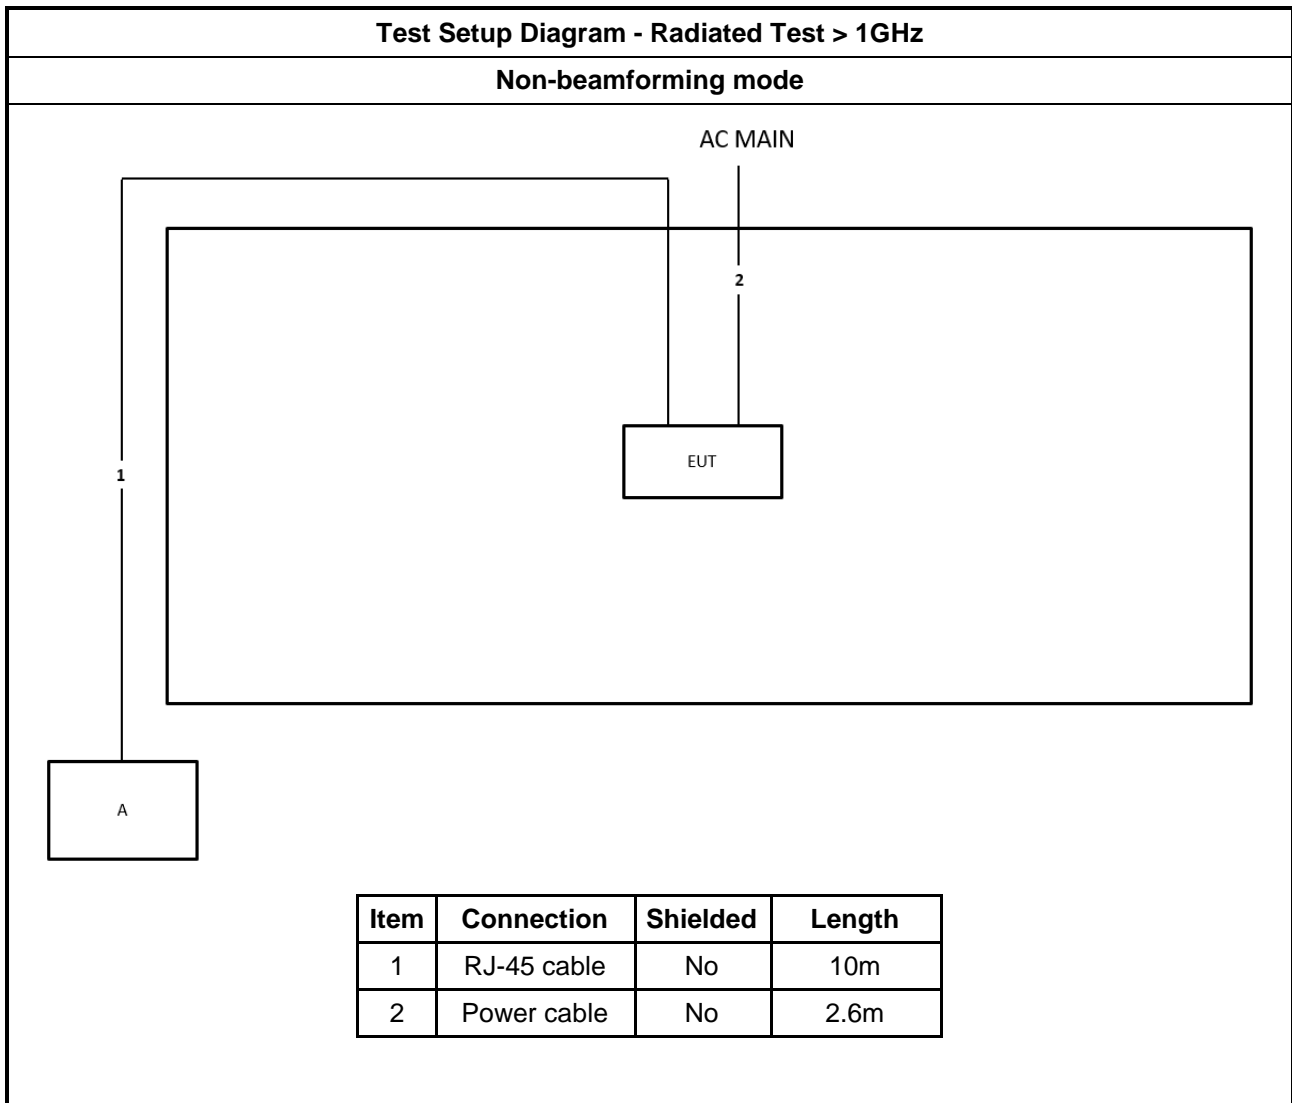 Test Setup Diagram - Radiated Test > 1GHz
Non-beamforming mode
AC MAIN
2
EUT
1
A
Item Connection Shielded Length
1 RJ-45 cable No 10m
2 Power cable No 2.6m